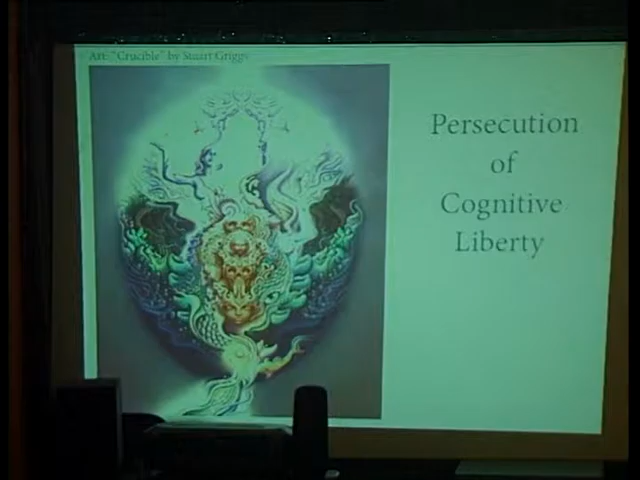 Art: "Crucible" by Stuart Griggs
Persecution
of
Cognitive
Liberty